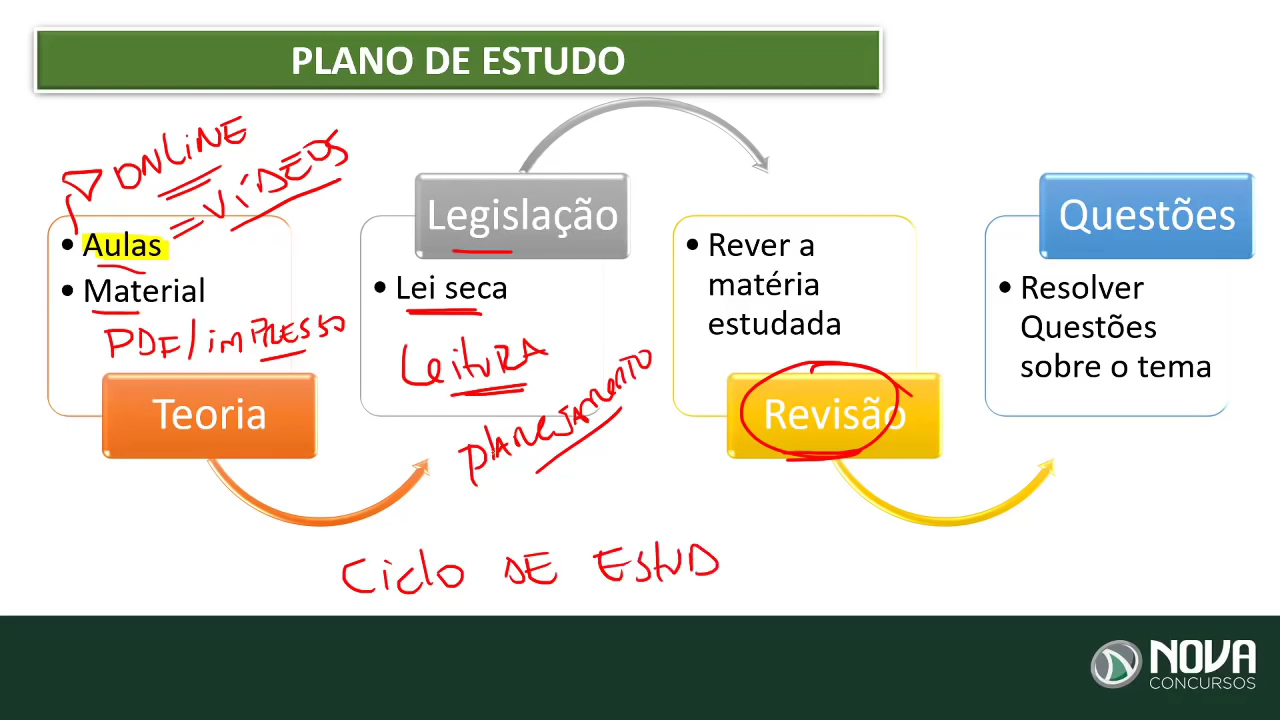 PLANO DE ESTUDO
ONLINE
= VÍDEOS
• Aulas
• Material
PDF/IMPRESSO
Teoria
Legislação
• Lei seca
LEITURA
PLANEJAMENTO
• Rever a
matéria
estudada
Revisão
Questões
• Resolver
Questões
sobre o tema
CICLO DE ESTUD
NOVA
CONCURSOS